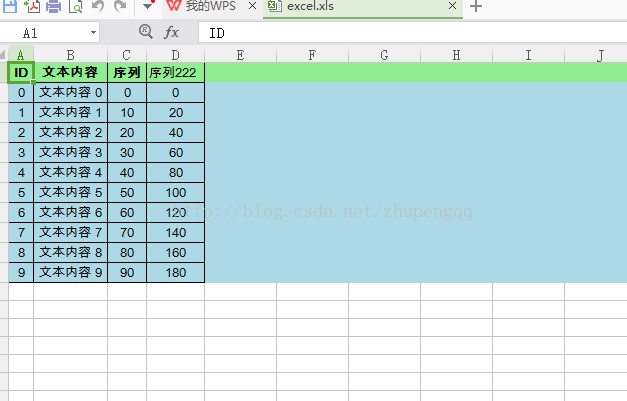 我的WPS × excel.xls × +
A1 fx ID
A B C D E F G H I J
ID 文本内容 序列 序列222
0 文本内容 0 0 0
1 文本内容 1 10 20
2 文本内容 2 20 40
3 文本内容 3 30 60
4 文本内容 4 40 80
5 文本内容 5 50 100
6 文本内容 6 60 120
7 文本内容 7 70 140
8 文本内容 8 80 160
9 文本内容 9 90 180
http://blog.csdn.net/zhupengqq